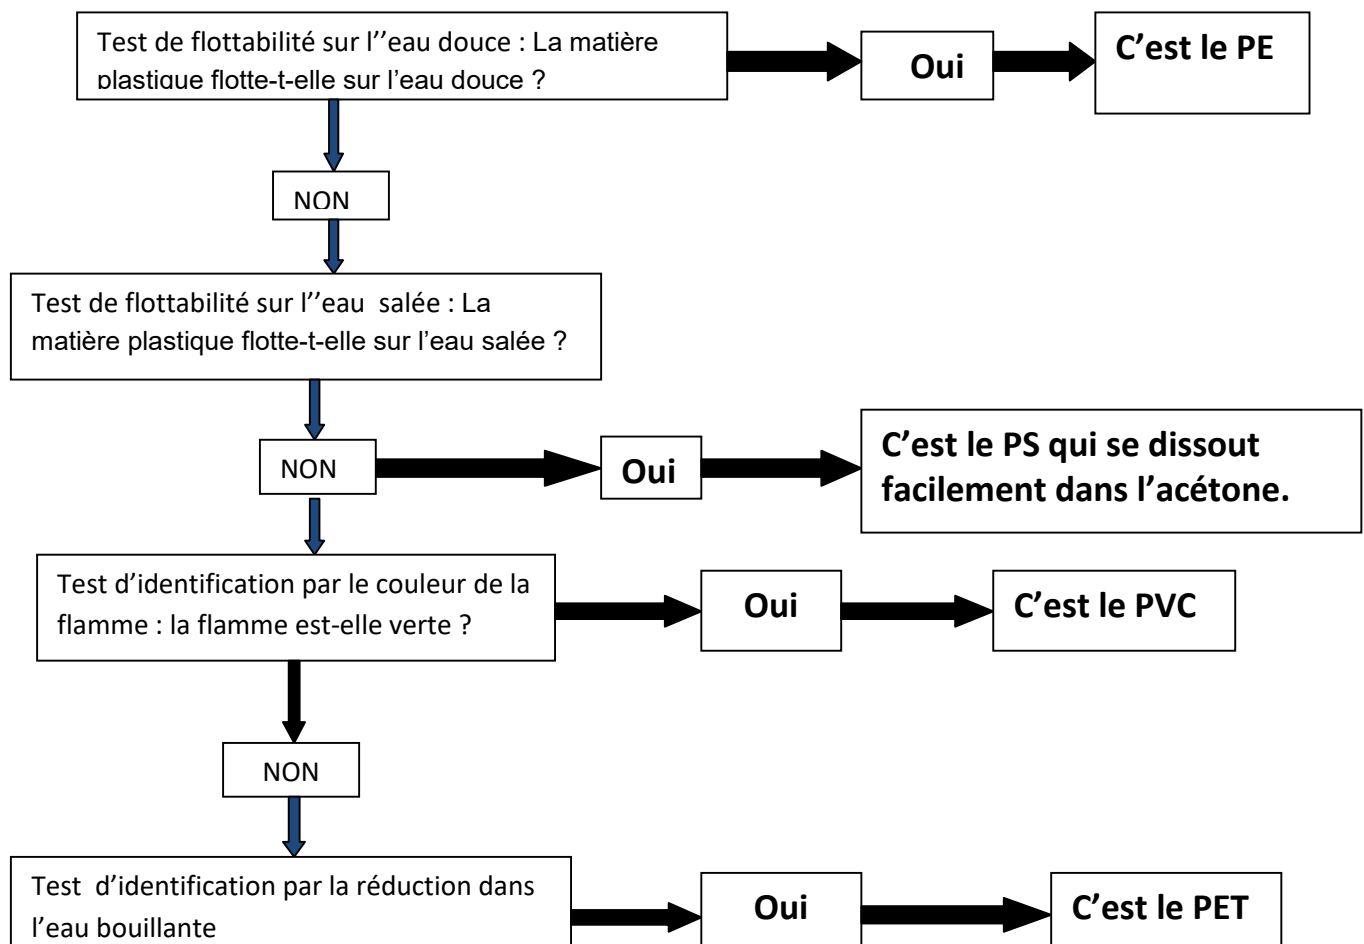 Test de flottabilité sur l’’eau douce : La matière
plastique flotte-t-elle sur l’eau douce ?
Oui
C’est le PE
NON
Test de flottabilité sur l’’eau  salée : La
matière plastique flotte-t-elle sur l’eau salée ?
NON
Oui
C’est le PS qui se dissout
facilement dans l’acétone.
Test d’identification par le couleur de la
flamme : la flamme est-elle verte ?
Oui
C’est le PVC
NON
Test  d’identification par la réduction dans
l’eau bouillante
Oui
C’est le PET